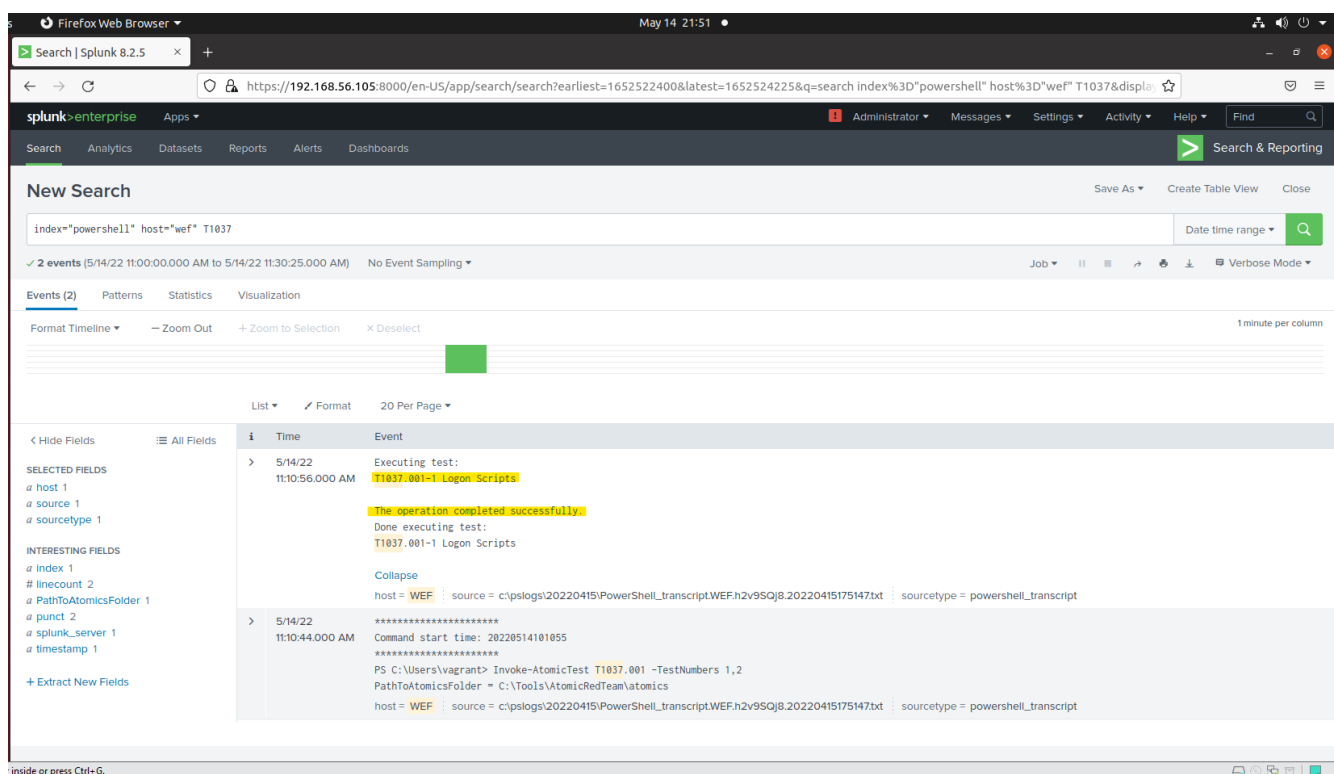 s Firefox Web Browser May 14 21:51
Search | Splunk 8.2.5 × +
https://192.168.56.105:8000/en-US/app/search/search?earliest=1652522400&latest=1652524225&q=search index%3D"powershell" host%3D"wef" T1037&displa
splunk>enterprise Apps ! Administrator Messages Settings Activity Help Find
Search Analytics Datasets Reports Alerts Dashboards > Search & Reporting
New Search Save As Create Table View Close
index="powershell" host="wef" T1037 Date time range
✓ 2 events (5/14/22 11:00:00.000 AM to 5/14/22 11:30:25.000 AM) No Event Sampling Job Verbose Mode
Events (2) Patterns Statistics Visualization
Format Timeline — Zoom Out + Zoom to Selection × Deselect 1 minute per column
List Format 20 Per Page
< Hide Fields All Fields i Time Event
SELECTED FIELDS
a host 1
a source 1
a sourcetype 1
INTERESTING FIELDS
a index 1
# linecount 2
a PathToAtomicsFolder 1
a punct 2
a splunk_server 1
a timestamp 1
+ Extract New Fields
> 5/14/22 Executing test:
11:10:56.000 AM T1037.001-1 Logon Scripts
The operation completed successfully.
Done executing test:
T1037.001-1 Logon Scripts
Collapse
host = WEF source = c:\pslogs\20220415\PowerShell_transcript.WEF.h2v9SQj8.20220415175147.txt sourcetype = powershell_transcript
> 5/14/22 **********************
11:10:44.000 AM Command start time: 20220514101055
**********************
PS C:\Users\vagrant> Invoke-AtomicTest T1037.001 -TestNumbers 1,2
PathToAtomicsFolder = C:\Tools\AtomicRedTeam\atomics
host = WEF source = c:\pslogs\20220415\PowerShell_transcript.WEF.h2v9SQj8.20220415175147.txt sourcetype = powershell_transcript
inside or press Ctrl+G.